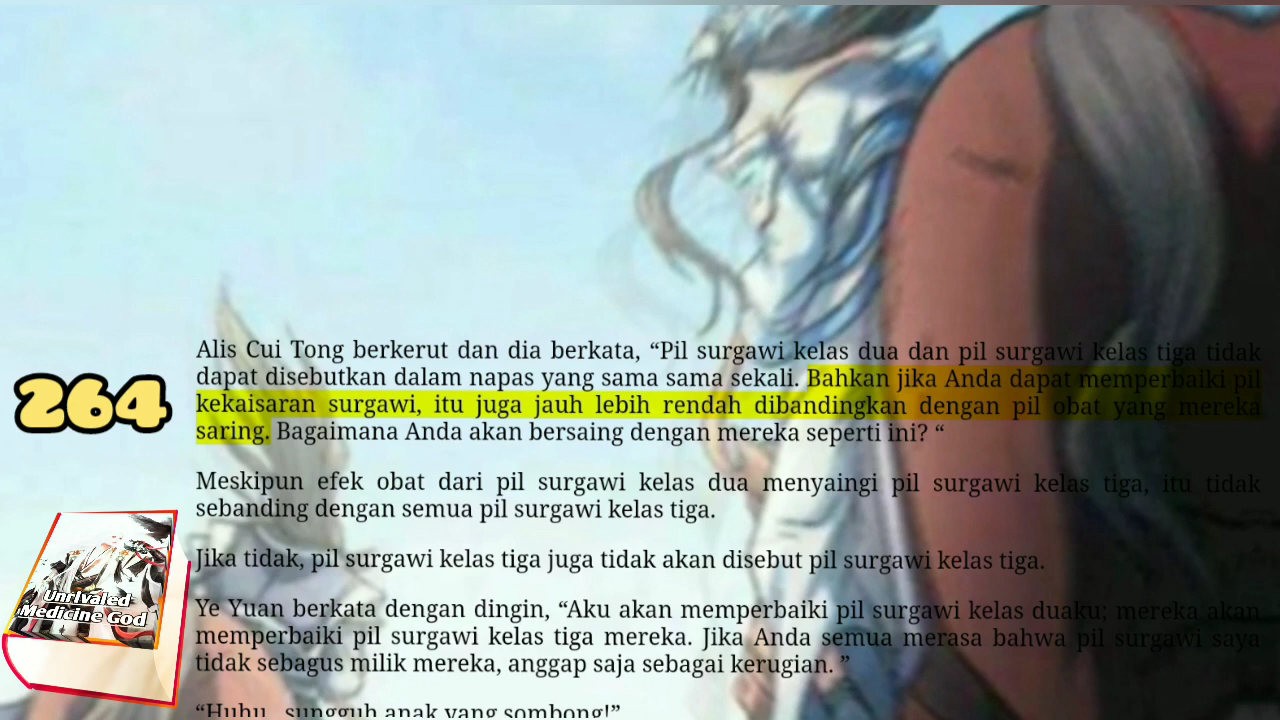 Alis Cui Tong berkerut dan dia berkata, “Pil surgawi kelas dua dan pil surgawi kelas tiga tidak
dapat disebutkan dalam napas yang sama sama sekali. Bahkan jika Anda dapat memperbaiki pil
kekaisaran surgawi, itu juga jauh lebih rendah dibandingkan dengan pil obat yang mereka
saring. Bagaimana Anda akan bersaing dengan mereka seperti ini? “
264
Meskipun efek obat dari pil surgawi kelas dua menyaingi pil surgawi kelas tiga, itu tidak
sebanding dengan semua pil surgawi kelas tiga.
Jika tidak, pil surgawi kelas tiga juga tidak akan disebut pil surgawi kelas tiga.
Ye Yuan berkata dengan dingin, “Aku akan memperbaiki pil surgawi kelas duaku; mereka akan
memperbaiki pil surgawi kelas tiga mereka. Jika Anda semua merasa bahwa pil surgawi saya
tidak sebagus milik mereka, anggap saja sebagai kerugian. ”
Unrivaled
Medicine God
“Huhu, sungguh anak yang sombong!”